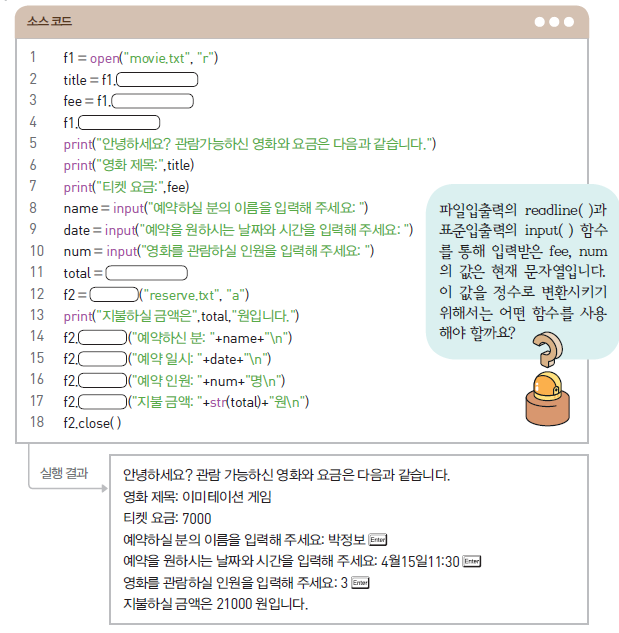 소스 코드
1 f1 = open("movie.txt", "r")
2 title = f1.
3 fee = f1.
4 f1.
5 print("안녕하세요? 관람가능하신 영화와 요금은 다음과 같습니다.")
6 print("영화 제목:",title)
7 print("티켓 요금:",fee)
8 name = input("예약하실 분의 이름을 입력해 주세요: ")
9 date = input("예약을 원하시는 날짜와 시간을 입력해 주세요: ")
10 num = input("영화를 관람하실 인원을 입력해 주세요: ")
11 total =
12 f2 = ("reserve.txt", "a")
13 print("지불하실 금액은",total,"원입니다.")
14 f2. ("예약하신 분: "+name+"\n")
15 f2. ("예약 일시: "+date+"\n")
16 f2. ("예약 인원: "+num+"명\n")
17 f2. ("지불 금액: "+str(total)+"원\n")
18 f2.close( )
파일입출력의 readline( )과
표준입출력의 input( ) 함수
를 통해 입력받은 fee, num
의 값은 현재 문자열입니다.
이 값을 정수로 변환시키기
위해서는 어떤 함수를 사용
해야 할까요?
실행 결과
안녕하세요? 관람 가능하신 영화와 요금은 다음과 같습니다.
영화 제목: 이미테이션 게임
티켓 요금: 7000
예약하실 분의 이름을 입력해 주세요: 박정보 Enter
예약을 원하시는 날짜와 시간을 입력해 주세요: 4월15일11:30 Enter
영화를 관람하실 인원을 입력해 주세요: 3 Enter
지불하실 금액은 21000 원입니다.